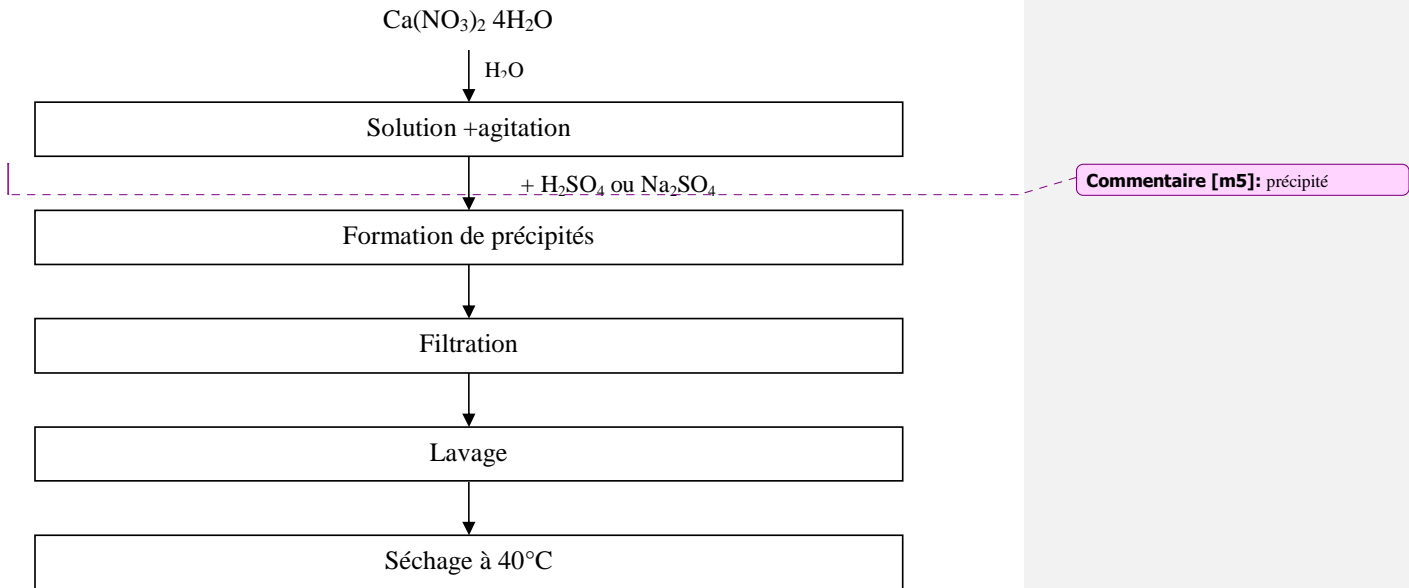 Ca(NO₃)₂ 4H₂O
H₂O
Solution +agitation
+ H₂SO₄ ou Na₂SO₄
Commentaire [m5]: précipité
Formation de précipités
Filtration
Lavage
Séchage à 40°C